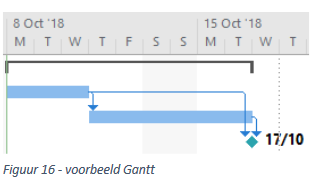 8 Oct '18 15 Oct '18
M T W T F S S M T W T
17/10
Figuur 16 - voorbeeld Gantt